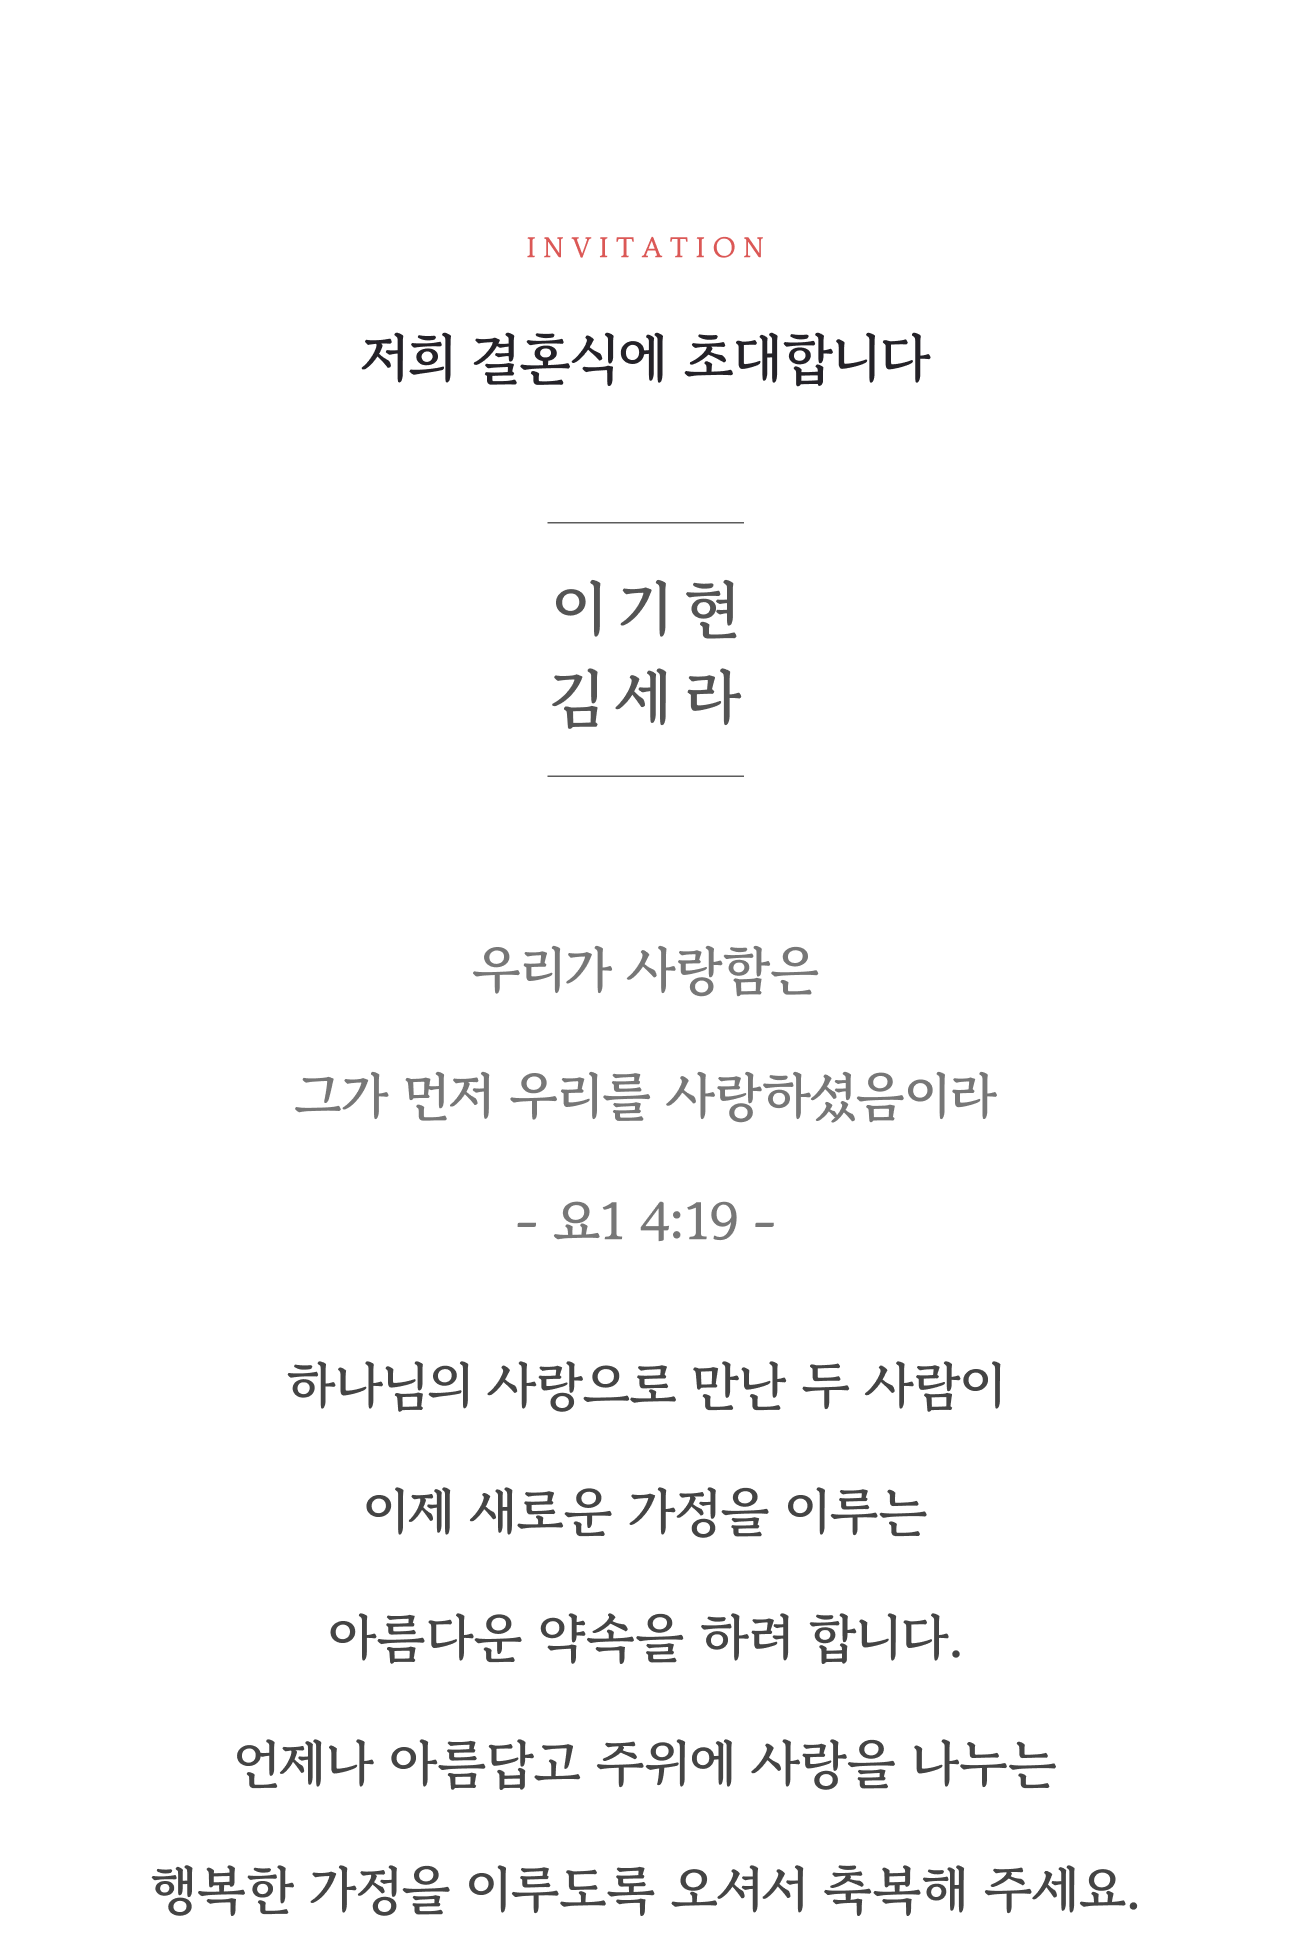 INVITATION
저희 결혼식에 초대합니다
이기현
김세라
우리가 사랑함은
그가 먼저 우리를 사랑하셨음이라
- 요1 4:19 -
하나님의 사랑으로 만난 두 사람이
이제 새로운 가정을 이루는
아름다운 약속을 하려 합니다.
언제나 아름답고 주위에 사랑을 나누는
행복한 가정을 이루도록 오셔서 축복해 주세요.